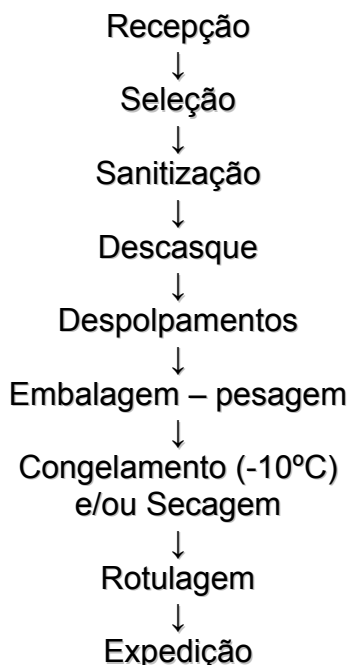 Recepção
↓
Seleção
↓
Sanitização
↓
Descasque
↓
Despolpamentos
↓
Embalagem – pesagem
↓
Congelamento (-10ºC)
e/ou Secagem
↓
Rotulagem
↓
Expedição